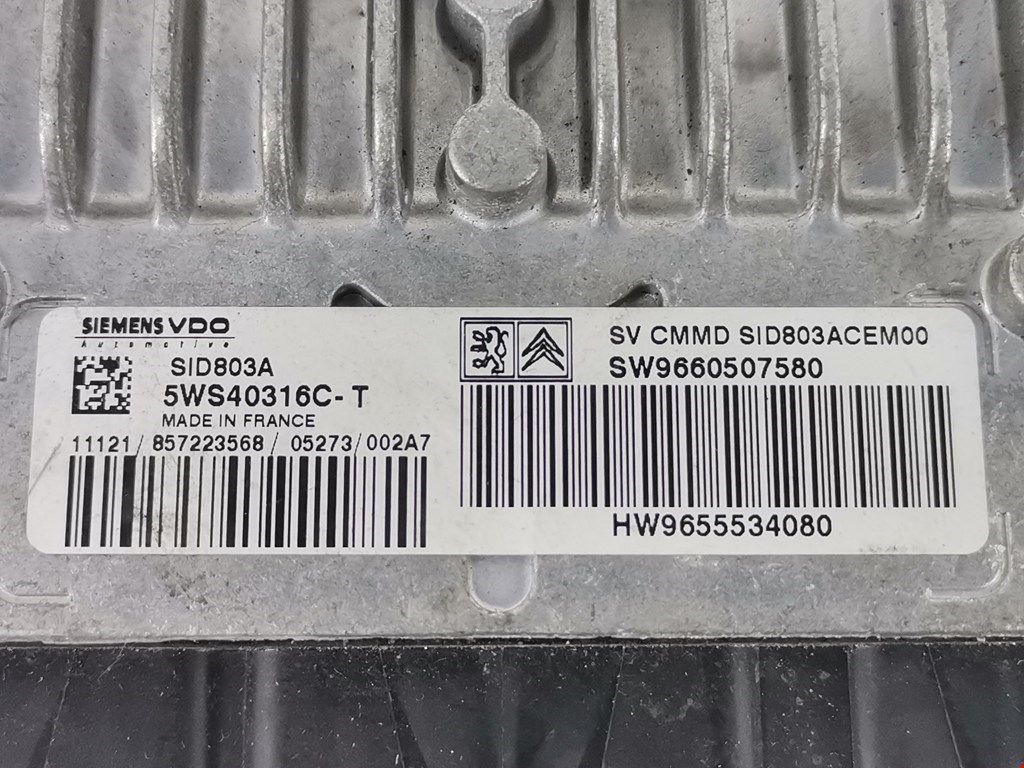 SIEMENS VDO
Automotive
SID803A
5WS40316C-T
MADE IN FRANCE
11121/857223568/05273/002A7
SV CMMD SID803ACEM00
SW9660507580
HW9655534080